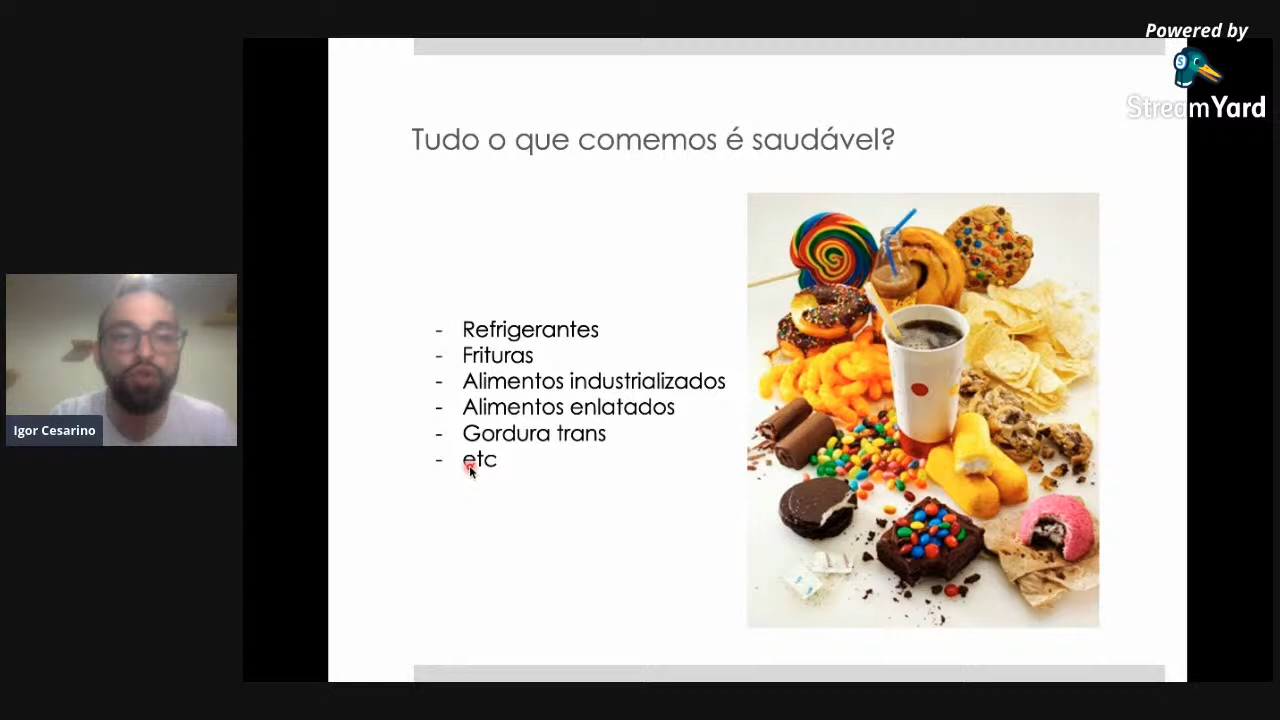 Powered by
StreamYard
Tudo o que comemos é saudável?
- Refrigerantes
- Frituras
- Alimentos industrializados
- Alimentos enlatados
- Gordura trans
- etc
Igor Cesarino